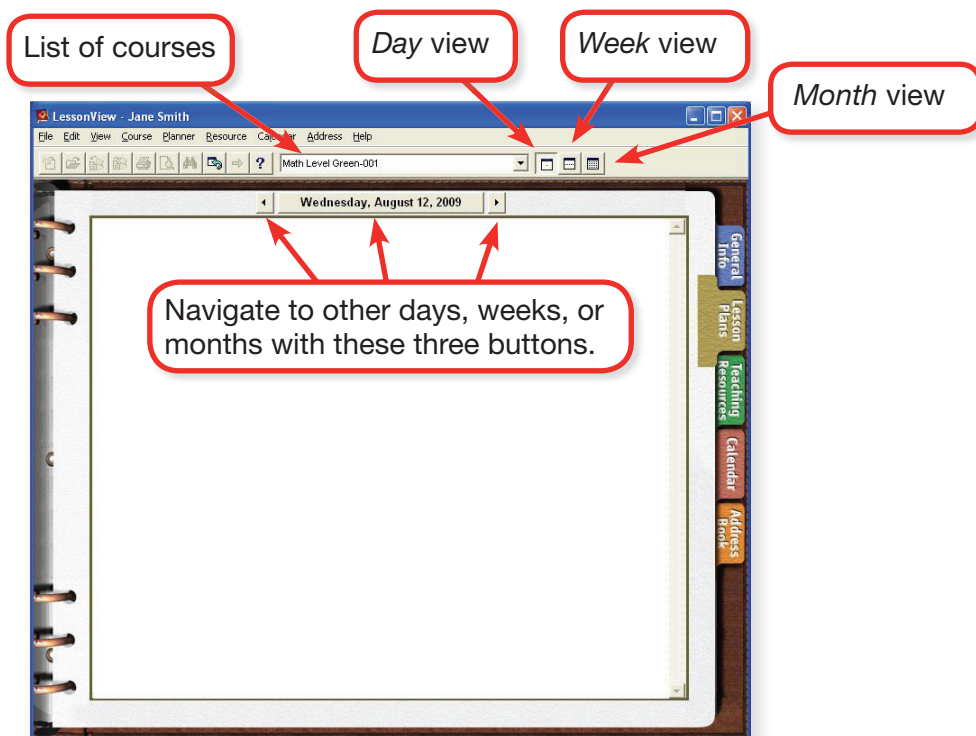 List of courses
Day view
Week view
Month view
LessonView - Jane Smith
File Edit View Course Planner Resource Calendar Address Help
? Math Level Green-001
Wednesday, August 12, 2009
Navigate to other days, weeks, or
months with these three buttons.
General
Info
Lesson
Plans
Teaching
Resources
Calendar
Address
Book